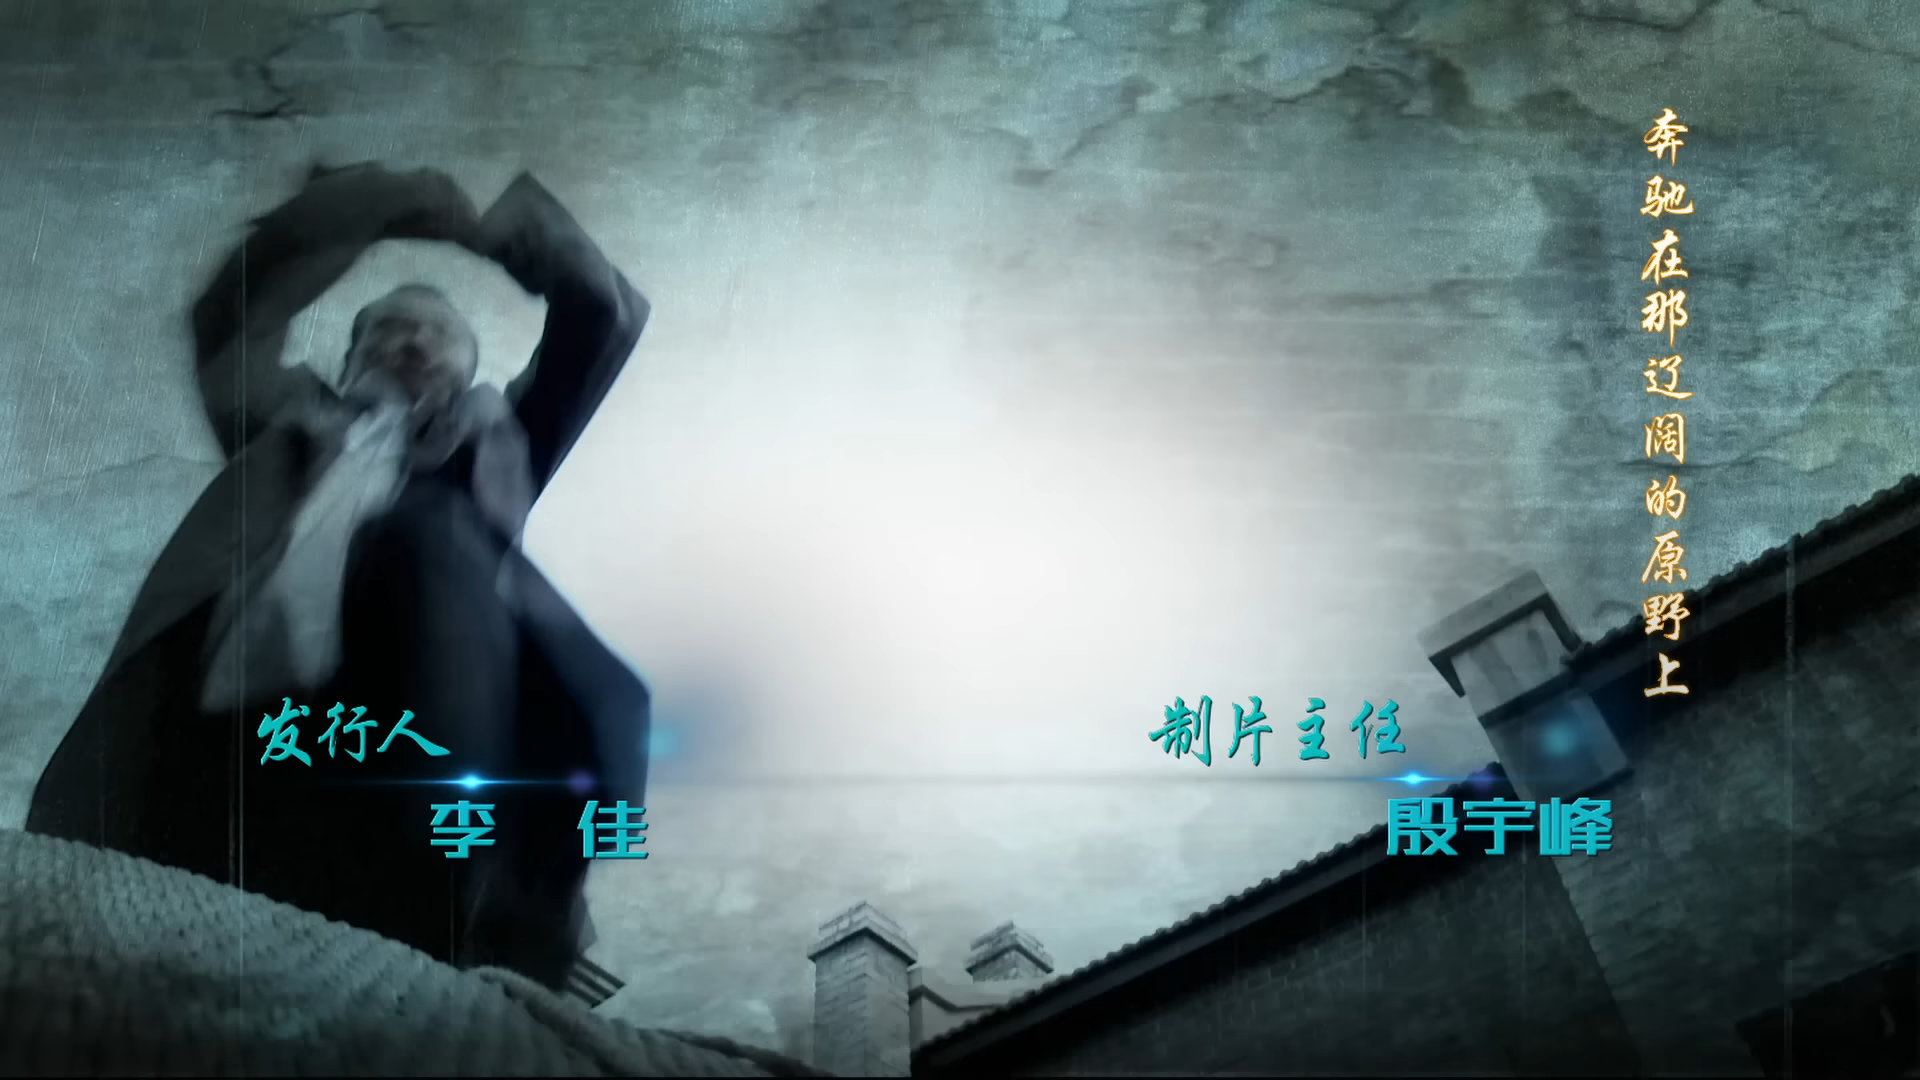 奔驰在那辽阔的原野上
发行人
李佳
制片主任
殷宇峰